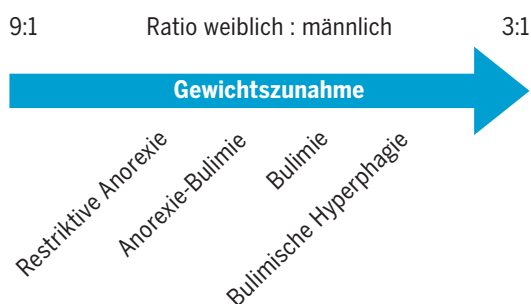 9:1 Ratio weiblich : männlich 3:1
Gewichtszunahme
Restriktive Anorexie
Anorexie-Bulimie
Bulimie
Bulimische Hyperphagie